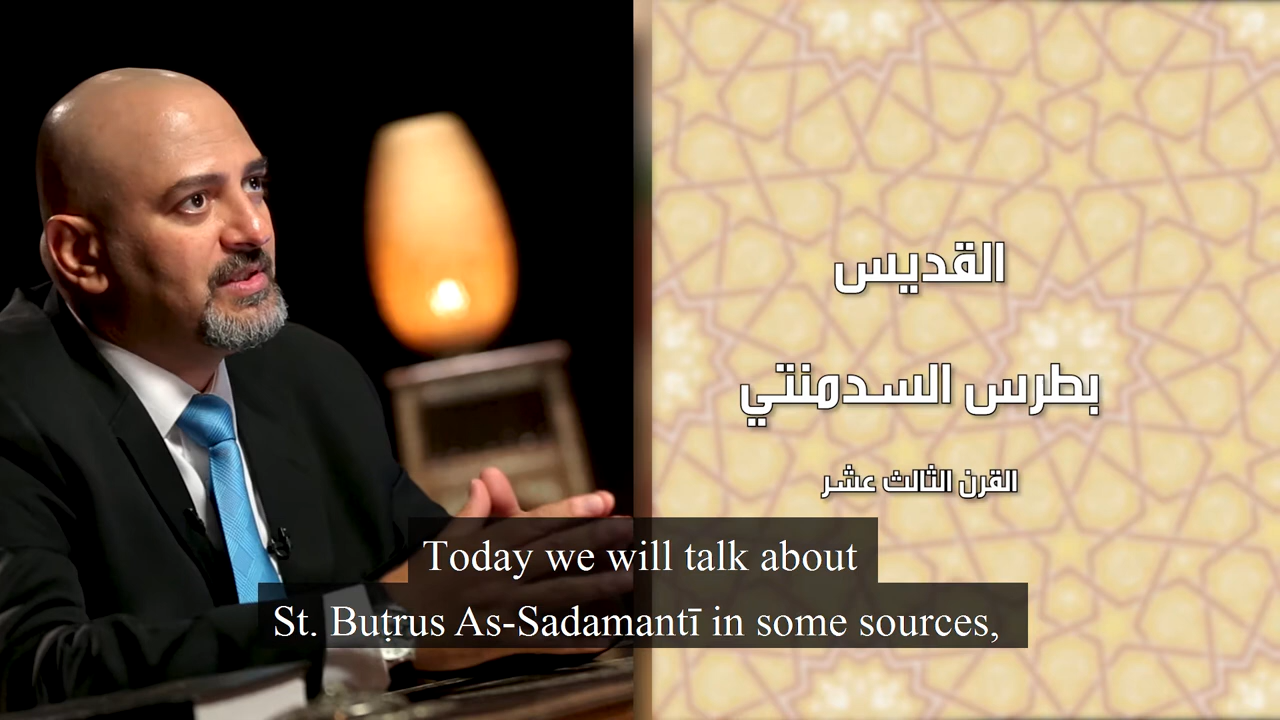 القديس
بطرس السدمنتي
القرن الثالث عشر
Today we will talk about
St. Buṭrus As-Sadamantī in some sources,